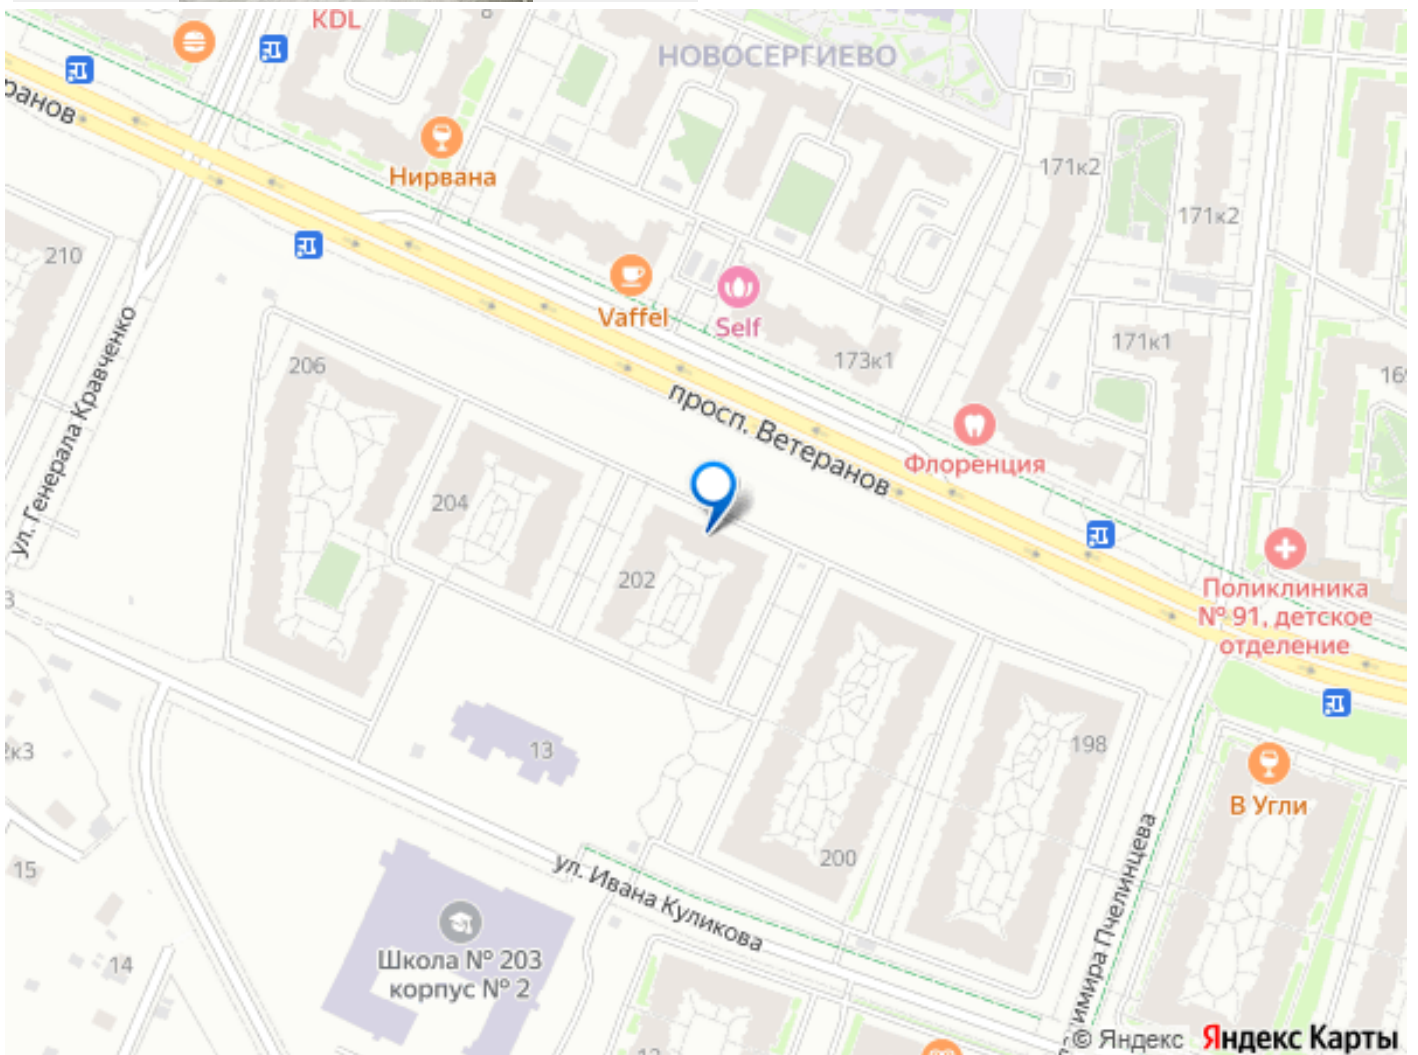 KDL
8
НОВОСЕРГИЕВО
Нирвана
171к2
171к2
210
Vaffel
Self
173к1
171к1
206
просп. Ветеранов
Флоренция
ул. Генерала Кравченко
204
202
Поликлиника
№ 91, детское
отделение
13
198
В Угли
200
15
ул. Ивана Куликова
Школа № 203
корпус № 2
14
© Яндекс Яндекс Карты